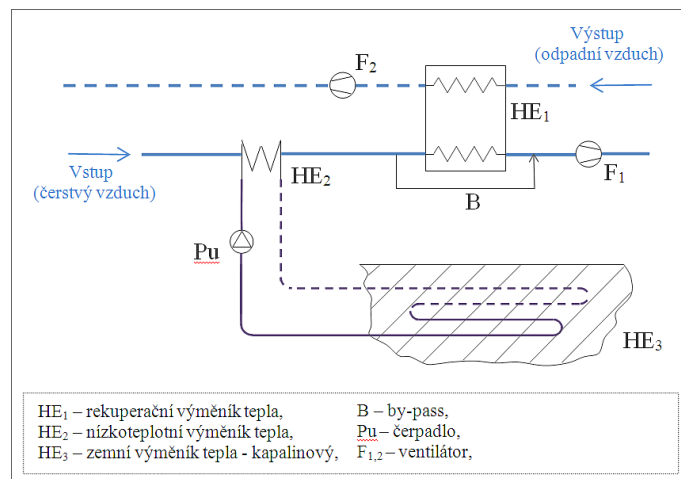 Výstup
(odpadní vzduch)
F2
HE1
Vstup
(čerstvý vzduch)
HE2
F1
B
Pu
HE3
HE1 – rekuperační výměník tepla,
HE2 – nízkoteplotní výměník tepla,
HE3 – zemní výměník tepla - kapalinový,
B – by-pass,
Pu – čerpadlo,
F1,2 – ventilátor,